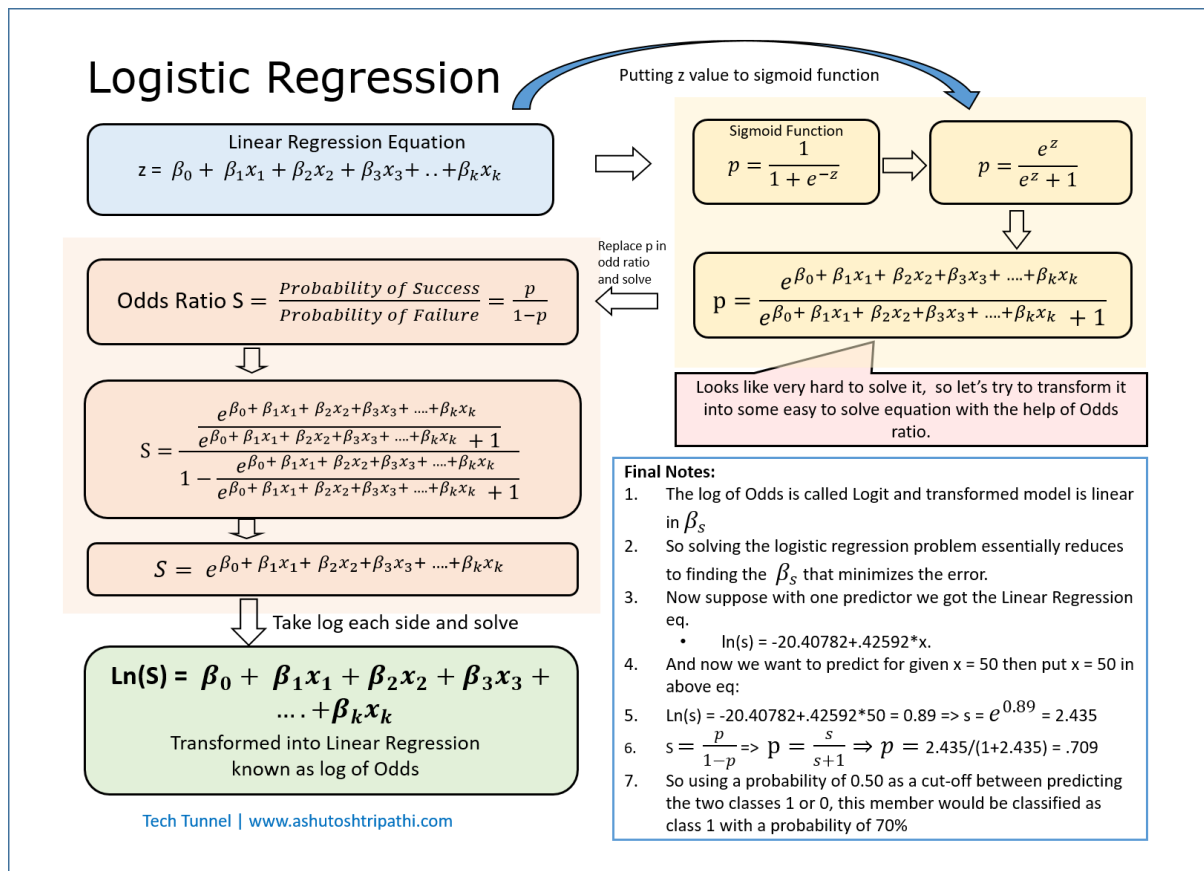 Logistic Regression
Putting z value to sigmoid function
Linear Regression Equation
z = β₀ + β₁x₁ + β₂x₂ + β₃x₃+ . . +βₖxₖ
Sigmoid Function
p = 1 / (1 + e^(−z))
p = e^z / (e^z + 1)
p = e^(β₀+ β₁x₁+ β₂x₂+β₃x₃+ ....+βₖxₖ) / (e^(β₀+ β₁x₁+ β₂x₂+β₃x₃+ ....+βₖxₖ) + 1)
Looks like very hard to solve it, so let’s try to transform it
into some easy to solve equation with the help of Odds
ratio.
Replace p in
odd ratio
and solve
Odds Ratio S = Probability of Success / Probability of Failure = p / (1−p)
S = (e^(β₀+ β₁x₁+ β₂x₂+β₃x₃+ ....+βₖxₖ) / (e^(β₀+ β₁x₁+ β₂x₂+β₃x₃+ ....+βₖxₖ) + 1)) / (1 − e^(β₀+ β₁x₁+ β₂x₂+β₃x₃+ ....+βₖxₖ) / (e^(β₀+ β₁x₁+ β₂x₂+β₃x₃+ ....+βₖxₖ) + 1))
S = e^(β₀+ β₁x₁+ β₂x₂+β₃x₃+ ....+βₖxₖ)
Take log each side and solve
Ln(S) = β₀ + β₁x₁ + β₂x₂ + β₃x₃ +
.... +βₖxₖ
Transformed into Linear Regression
known as log of Odds
Final Notes:
1. The log of Odds is called Logit and transformed model is linear
in βₛ
2. So solving the logistic regression problem essentially reduces
to finding the βₛ that minimizes the error.
3. Now suppose with one predictor we got the Linear Regression
eq.
• ln(s) = -20.40782+.42592*x.
4. And now we want to predict for given x = 50 then put x = 50 in
above eq:
5. Ln(s) = -20.40782+.42592*50 = 0.89 => s = e^0.89 = 2.435
6. S = p / (1−p) => p = s / (s+1) ⇒ p = 2.435/(1+2.435) = .709
7. So using a probability of 0.50 as a cut-off between predicting
the two classes 1 or 0, this member would be classified as
class 1 with a probability of 70%
Tech Tunnel | www.ashutoshtripathi.com